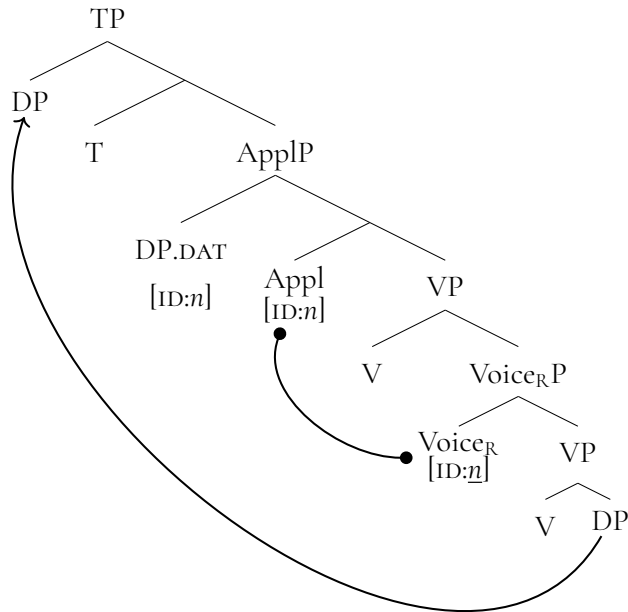 TP
DP
T
ApplP
DP.DAT
[ID:n]
Appl
[ID:n]
VP
V
VoiceRP
VoiceR
[ID:n]
VP
V
DP